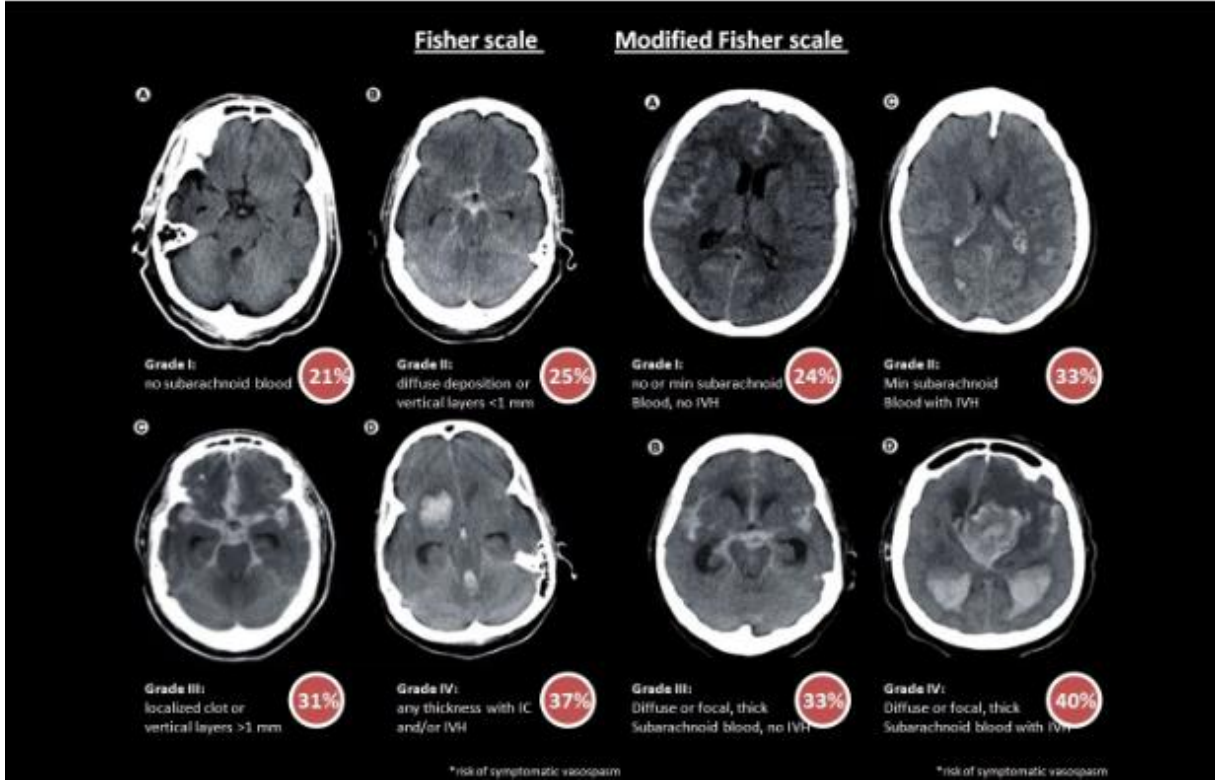 Fisher scale
Modified Fisher scale
A
B
A
C
Grade I:
no subarachnoid blood
21%
Grade II:
diffuse deposition or
vertical layers <1 mm
25%
Grade I:
no or min subarachnoid
Blood, no IVH
24%
Grade II:
Min subarachnoid
Blood with IVH
33%
C
D
B
D
Grade III:
localized clot or
vertical layers >1 mm
31%
Grade IV:
any thickness with IC
and/or IVH
37%
Grade III:
Diffuse or focal, thick
Subarachnoid blood, no IVH
33%
Grade IV:
Diffuse or focal, thick
Subarachnoid blood with IVH
40%
*risk of symptomatic vasospasm
*risk of symptomatic vasospasm